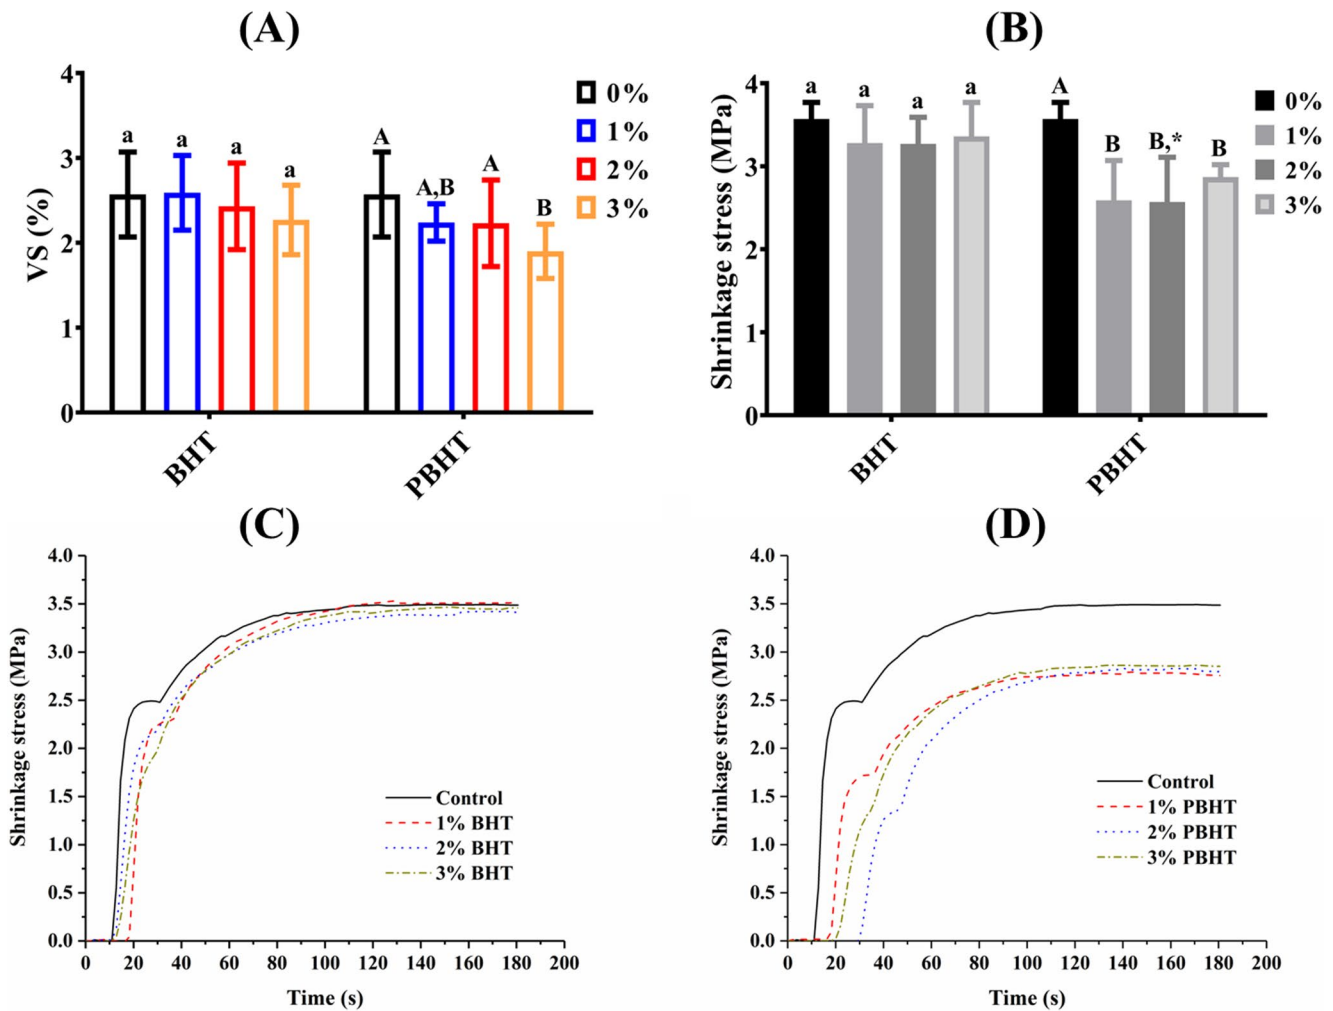 (A)
VS (%)
4
3
2
1
0
a
a
a
a
A
A,B
A
B
0%
1%
2%
3%
BHT
PBHT
(B)
Shrinkage stress (MPa)
4
3
2
1
0
a
a
a
a
A
B
B,*
B
0%
1%
2%
3%
BHT
PBHT
(C)
Shrinkage stress (MPa)
4.0
3.5
3.0
2.5
2.0
1.5
1.0
0.5
0.0
Control
1% BHT
2% BHT
3% BHT
0 20 40 60 80 100 120 140 160 180 200
Time (s)
(D)
Shrinkage stress (MPa)
4.0
3.5
3.0
2.5
2.0
1.5
1.0
0.5
0.0
Control
1% PBHT
2% PBHT
3% PBHT
0 20 40 60 80 100 120 140 160 180 200
Time (s)